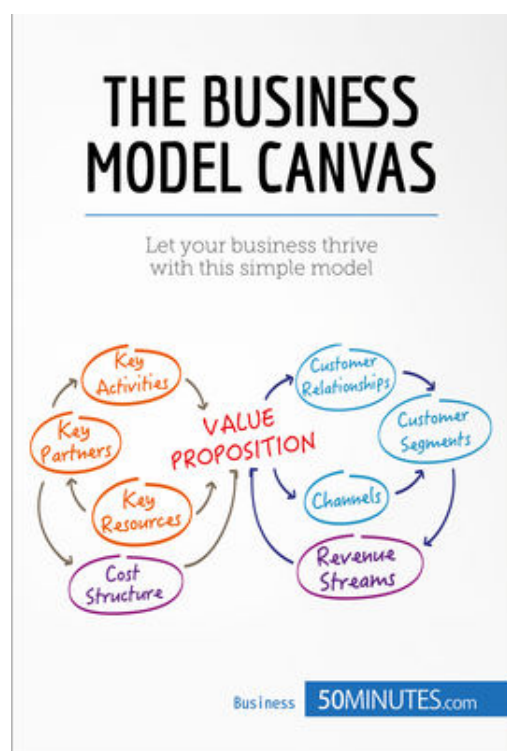 THE BUSINESS
MODEL CANVAS
Let your business thrive
with this simple model
Key
Activities
Key
Partners
Key
Resources
Cost
Structure
VALUE
PROPOSITION
Customer
Relationships
Customer
Segments
Channels
Revenue
Streams
Business
50MINUTES.com